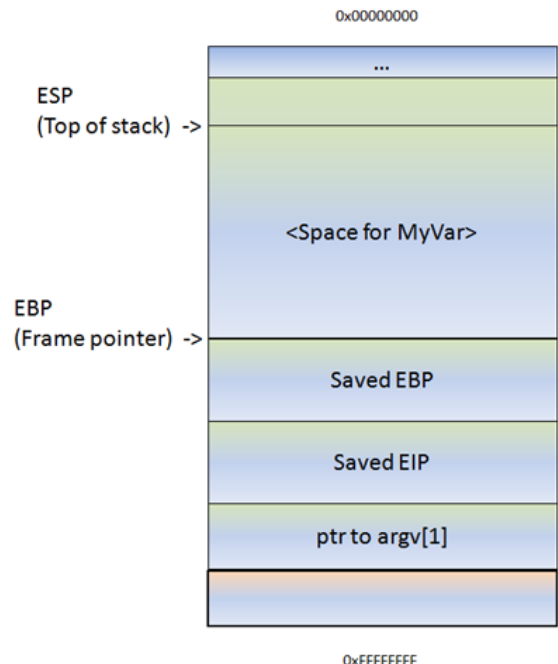 0x00000000
...
ESP
(Top of stack) ->
<Space for MyVar>
EBP
(Frame pointer) ->
Saved EBP
Saved EIP
ptr to argv[1]
0xFFFFFFFF